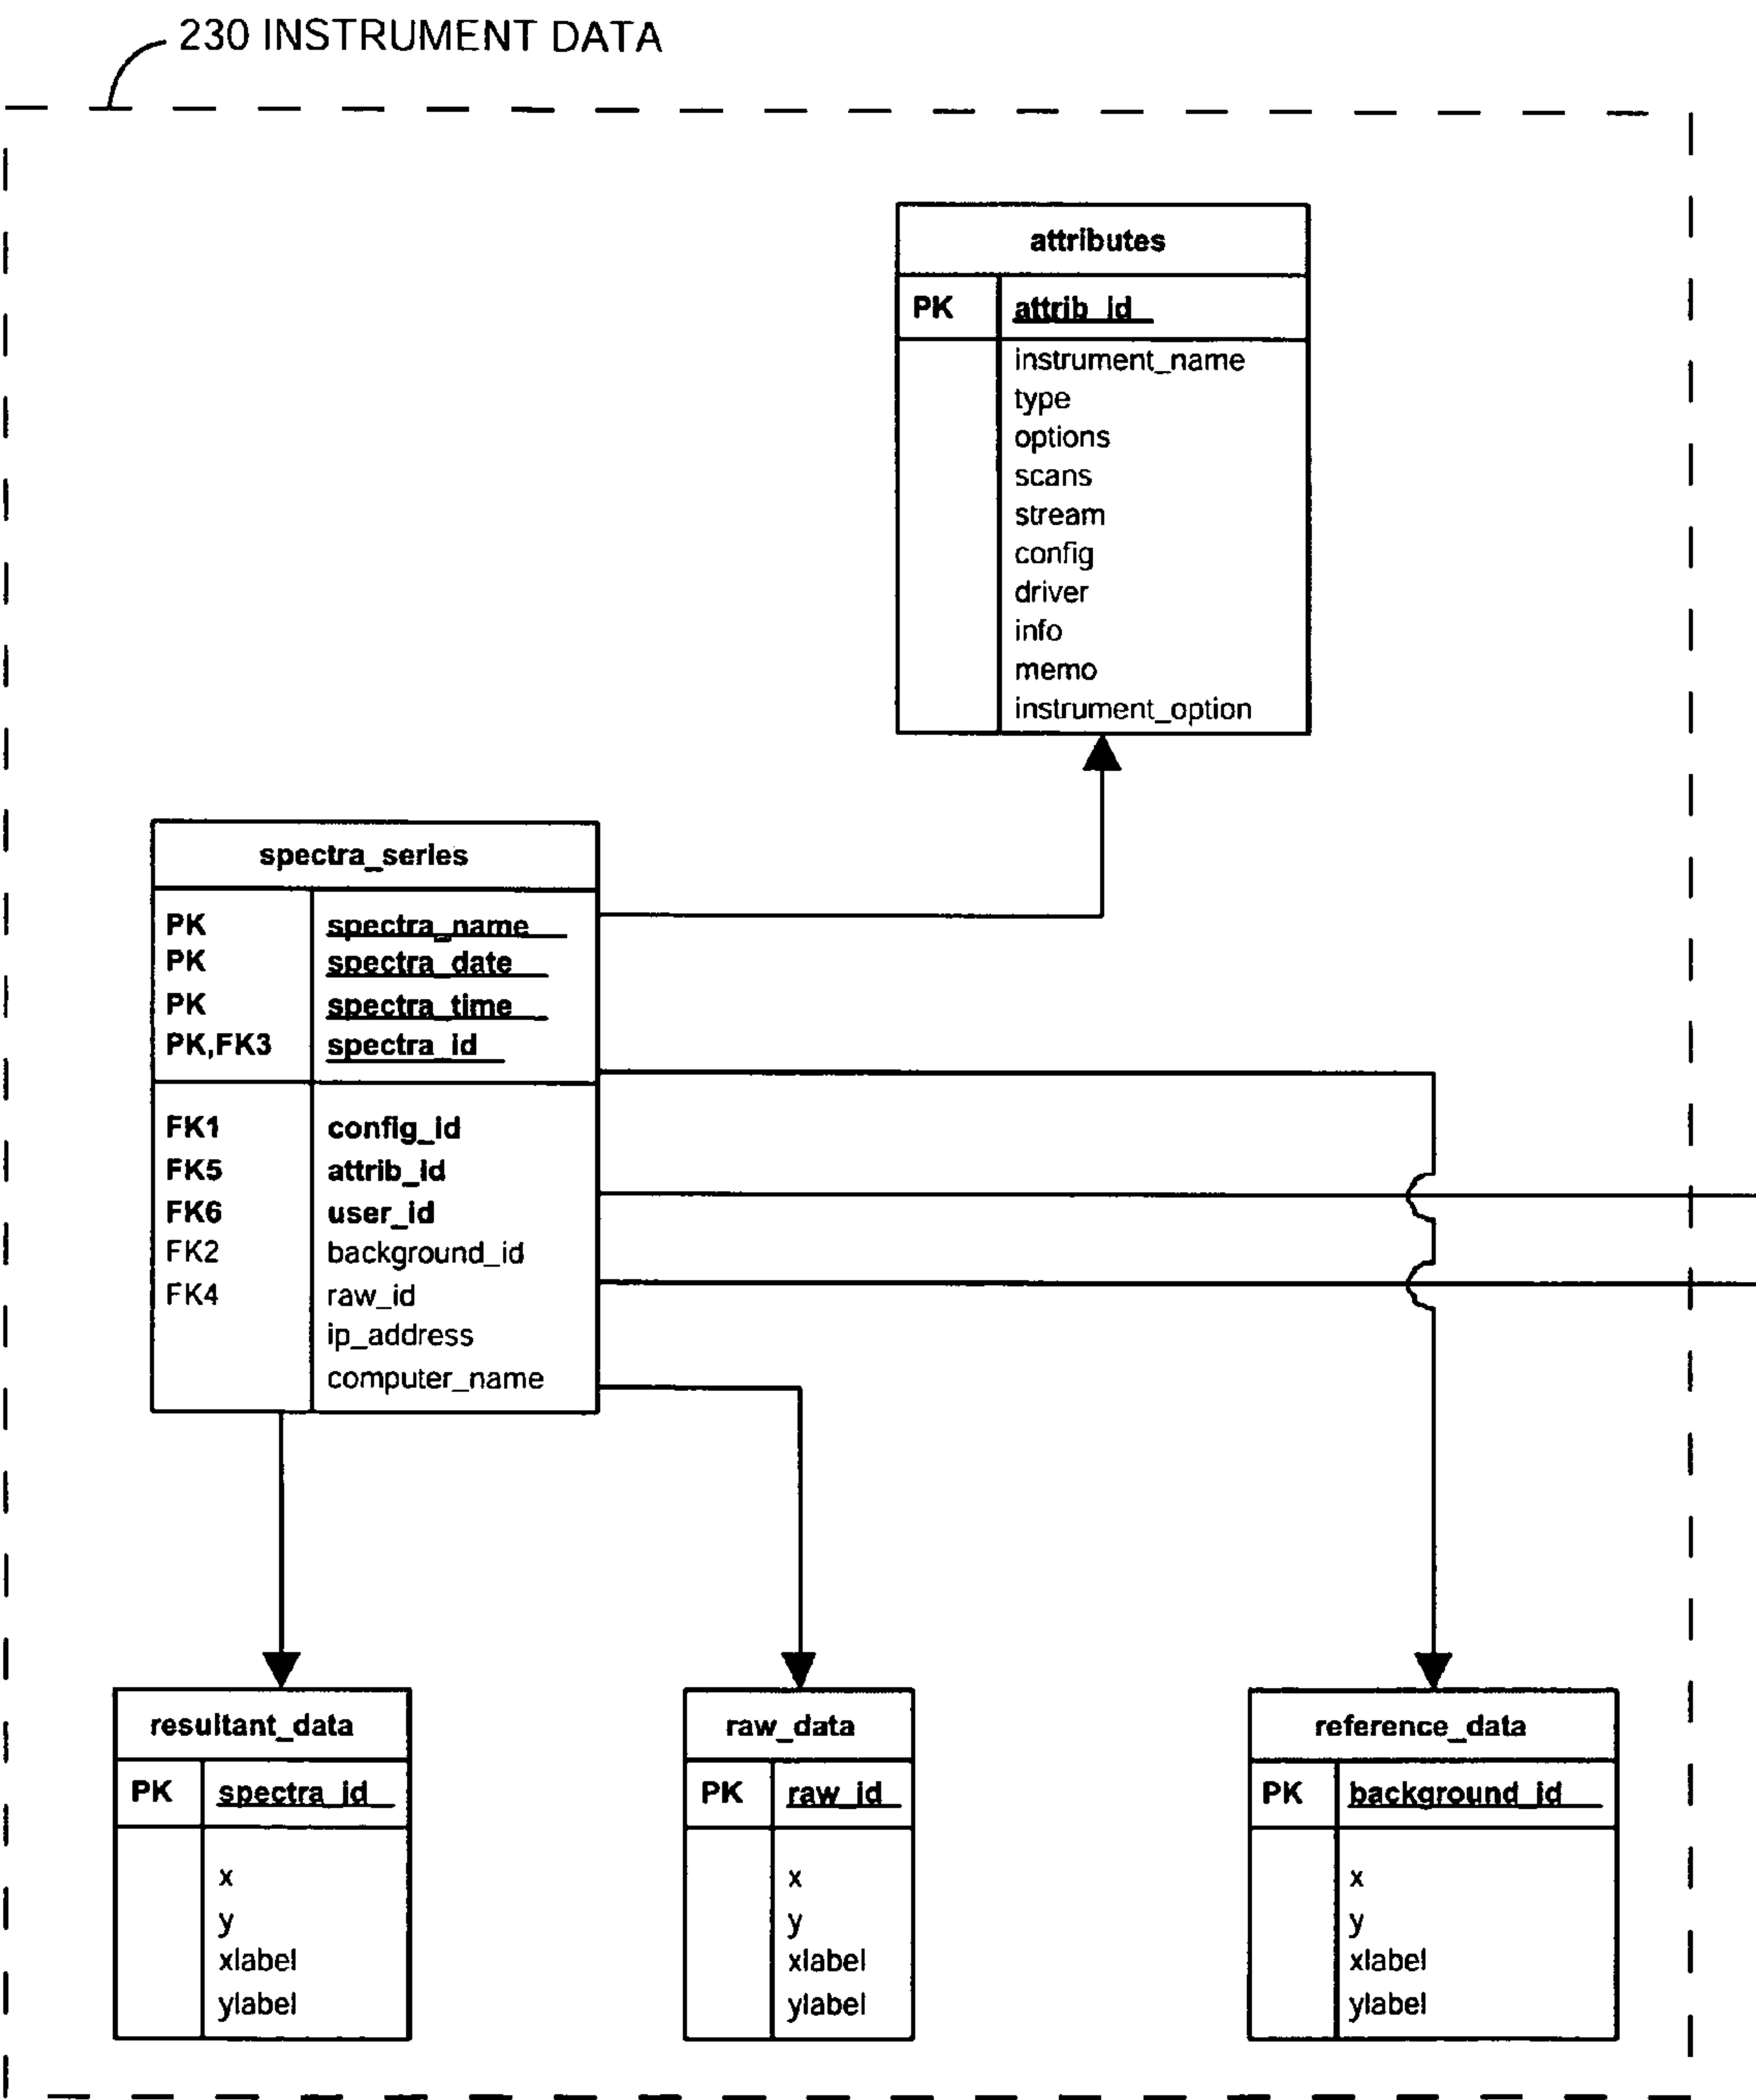 230 INSTRUMENT DATA
attributes
PK attrib_id
instrument_name
type
options
scans
stream
config
driver
info
memo
instrument_option
spectra_series
PK spectra_name
PK spectra_date
PK spectra_time
PK,FK3 spectra_id
FK1 config_id
FK5 attrib_id
FK6 user_id
FK2 background_id
FK4 raw_id
ip_address
computer_name
resultant_data
PK spectra_id
x
y
xlabel
ylabel
raw_data
PK raw_id
x
y
xlabel
ylabel
reference_data
PK background_id
x
y
xlabel
ylabel